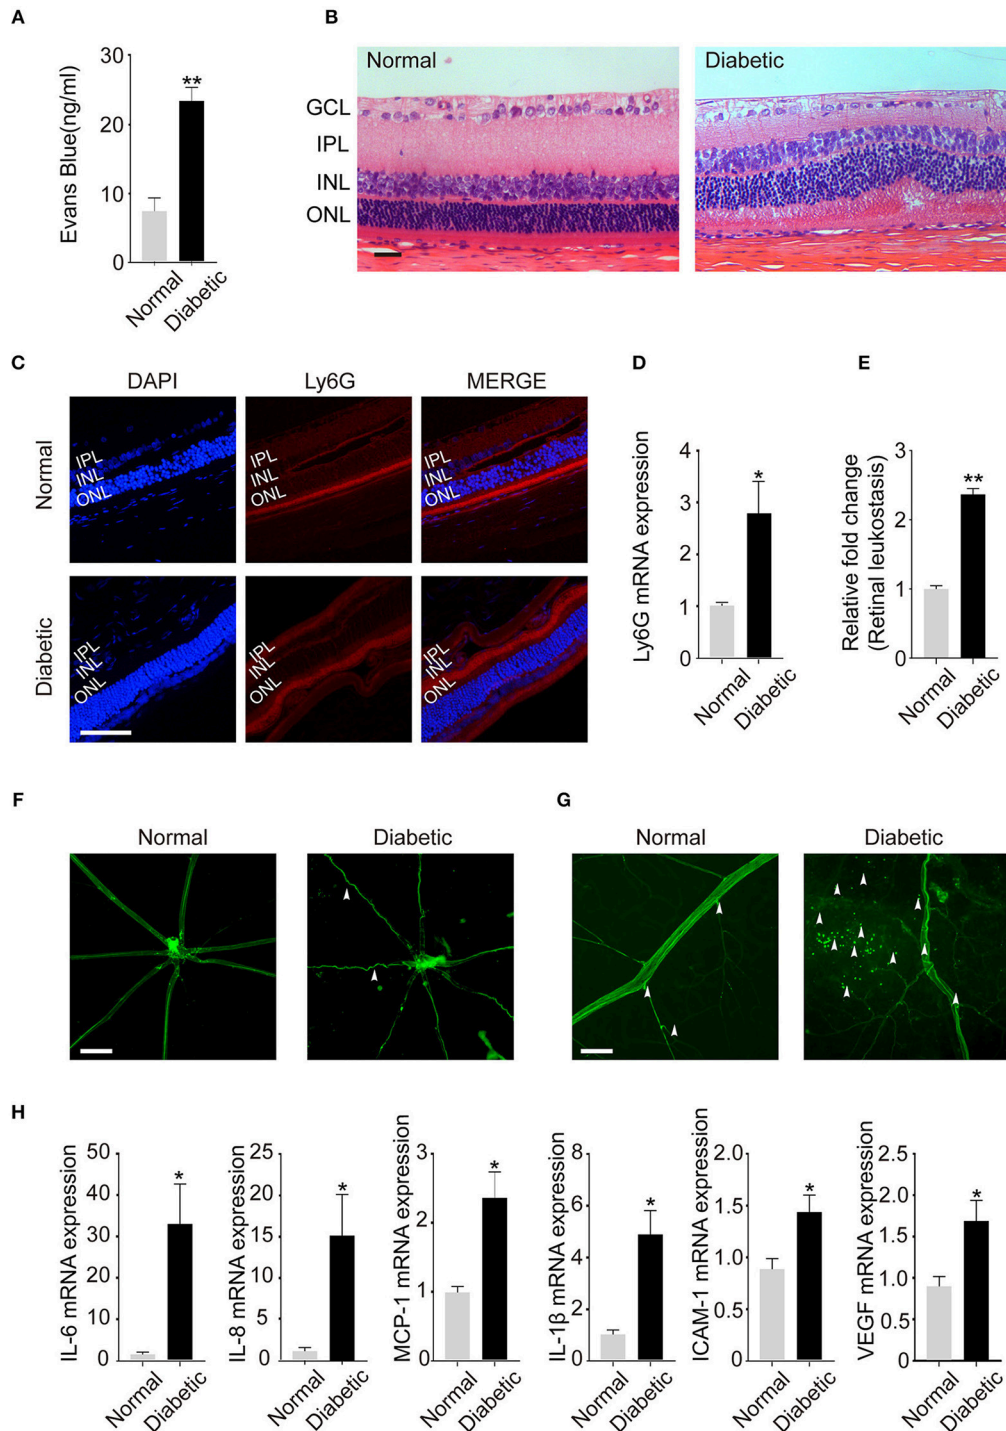 A
Evans Blue(ng/ml)
30
20
10
0
**
Normal
Diabetic
B
Normal
Diabetic
GCL
IPL
INL
ONL
C
DAPI
Ly6G
MERGE
Normal
IPL
INL
ONL
IPL
INL
ONL
IPL
INL
ONL
Diabetic
IPL
INL
ONL
IPL
INL
ONL
IPL
INL
ONL
D
Ly6G mRNA expression
4
3
2
1
0
*
Normal
Diabetic
E
Relative fold change
(Retinal leukostasis)
3
2
1
0
**
Normal
Diabetic
F
Normal
Diabetic
G
Normal
Diabetic
H
IL-6 mRNA expression
50
40
30
20
10
0
*
Normal
Diabetic
IL-8 mRNA expression
25
20
15
10
5
0
*
Normal
Diabetic
MCP-1 mRNA expression
3
2
1
0
*
Normal
Diabetic
IL-1β mRNA expression
8
6
4
2
0
*
Normal
Diabetic
ICAM-1 mRNA expression
2.0
1.5
1.0
0.5
0
*
Normal
Diabetic
VEGF mRNA expression
2.5
2.0
1.5
1.0
0.5
0
*
Normal
Diabetic